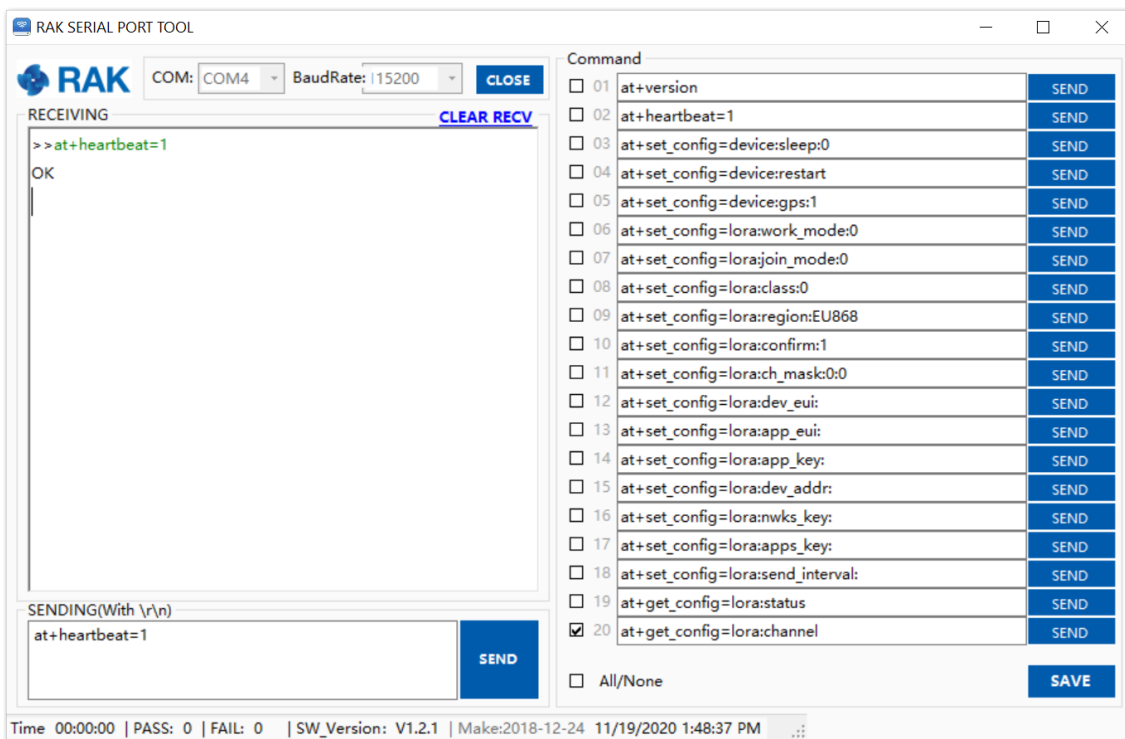 RAK SERIAL PORT TOOL
RAK COM: COM4 BaudRate: 115200 CLOSE
RECEIVING CLEAR RECV
>>at+heartbeat=1
OK
SENDING(With \r\n)
at+heartbeat=1
SEND
Command
01 at+version SEND
02 at+heartbeat=1 SEND
03 at+set_config=device:sleep:0 SEND
04 at+set_config=device:restart SEND
05 at+set_config=device:gps:1 SEND
06 at+set_config=lora:work_mode:0 SEND
07 at+set_config=lora:join_mode:0 SEND
08 at+set_config=lora:class:0 SEND
09 at+set_config=lora:region:EU868 SEND
10 at+set_config=lora:confirm:1 SEND
11 at+set_config=lora:ch_mask:0:0 SEND
12 at+set_config=lora:dev_eui: SEND
13 at+set_config=lora:app_eui: SEND
14 at+set_config=lora:app_key: SEND
15 at+set_config=lora:dev_addr: SEND
16 at+set_config=lora:nwks_key: SEND
17 at+set_config=lora:apps_key: SEND
18 at+set_config=lora:send_interval: SEND
19 at+get_config=lora:status SEND
20 at+get_config=lora:channel SEND
All/None SAVE
Time 00:00:00 | PASS: 0 | FAIL: 0 | SW_Version: V1.2.1 | Make:2018-12-24 11/19/2020 1:48:37 PM